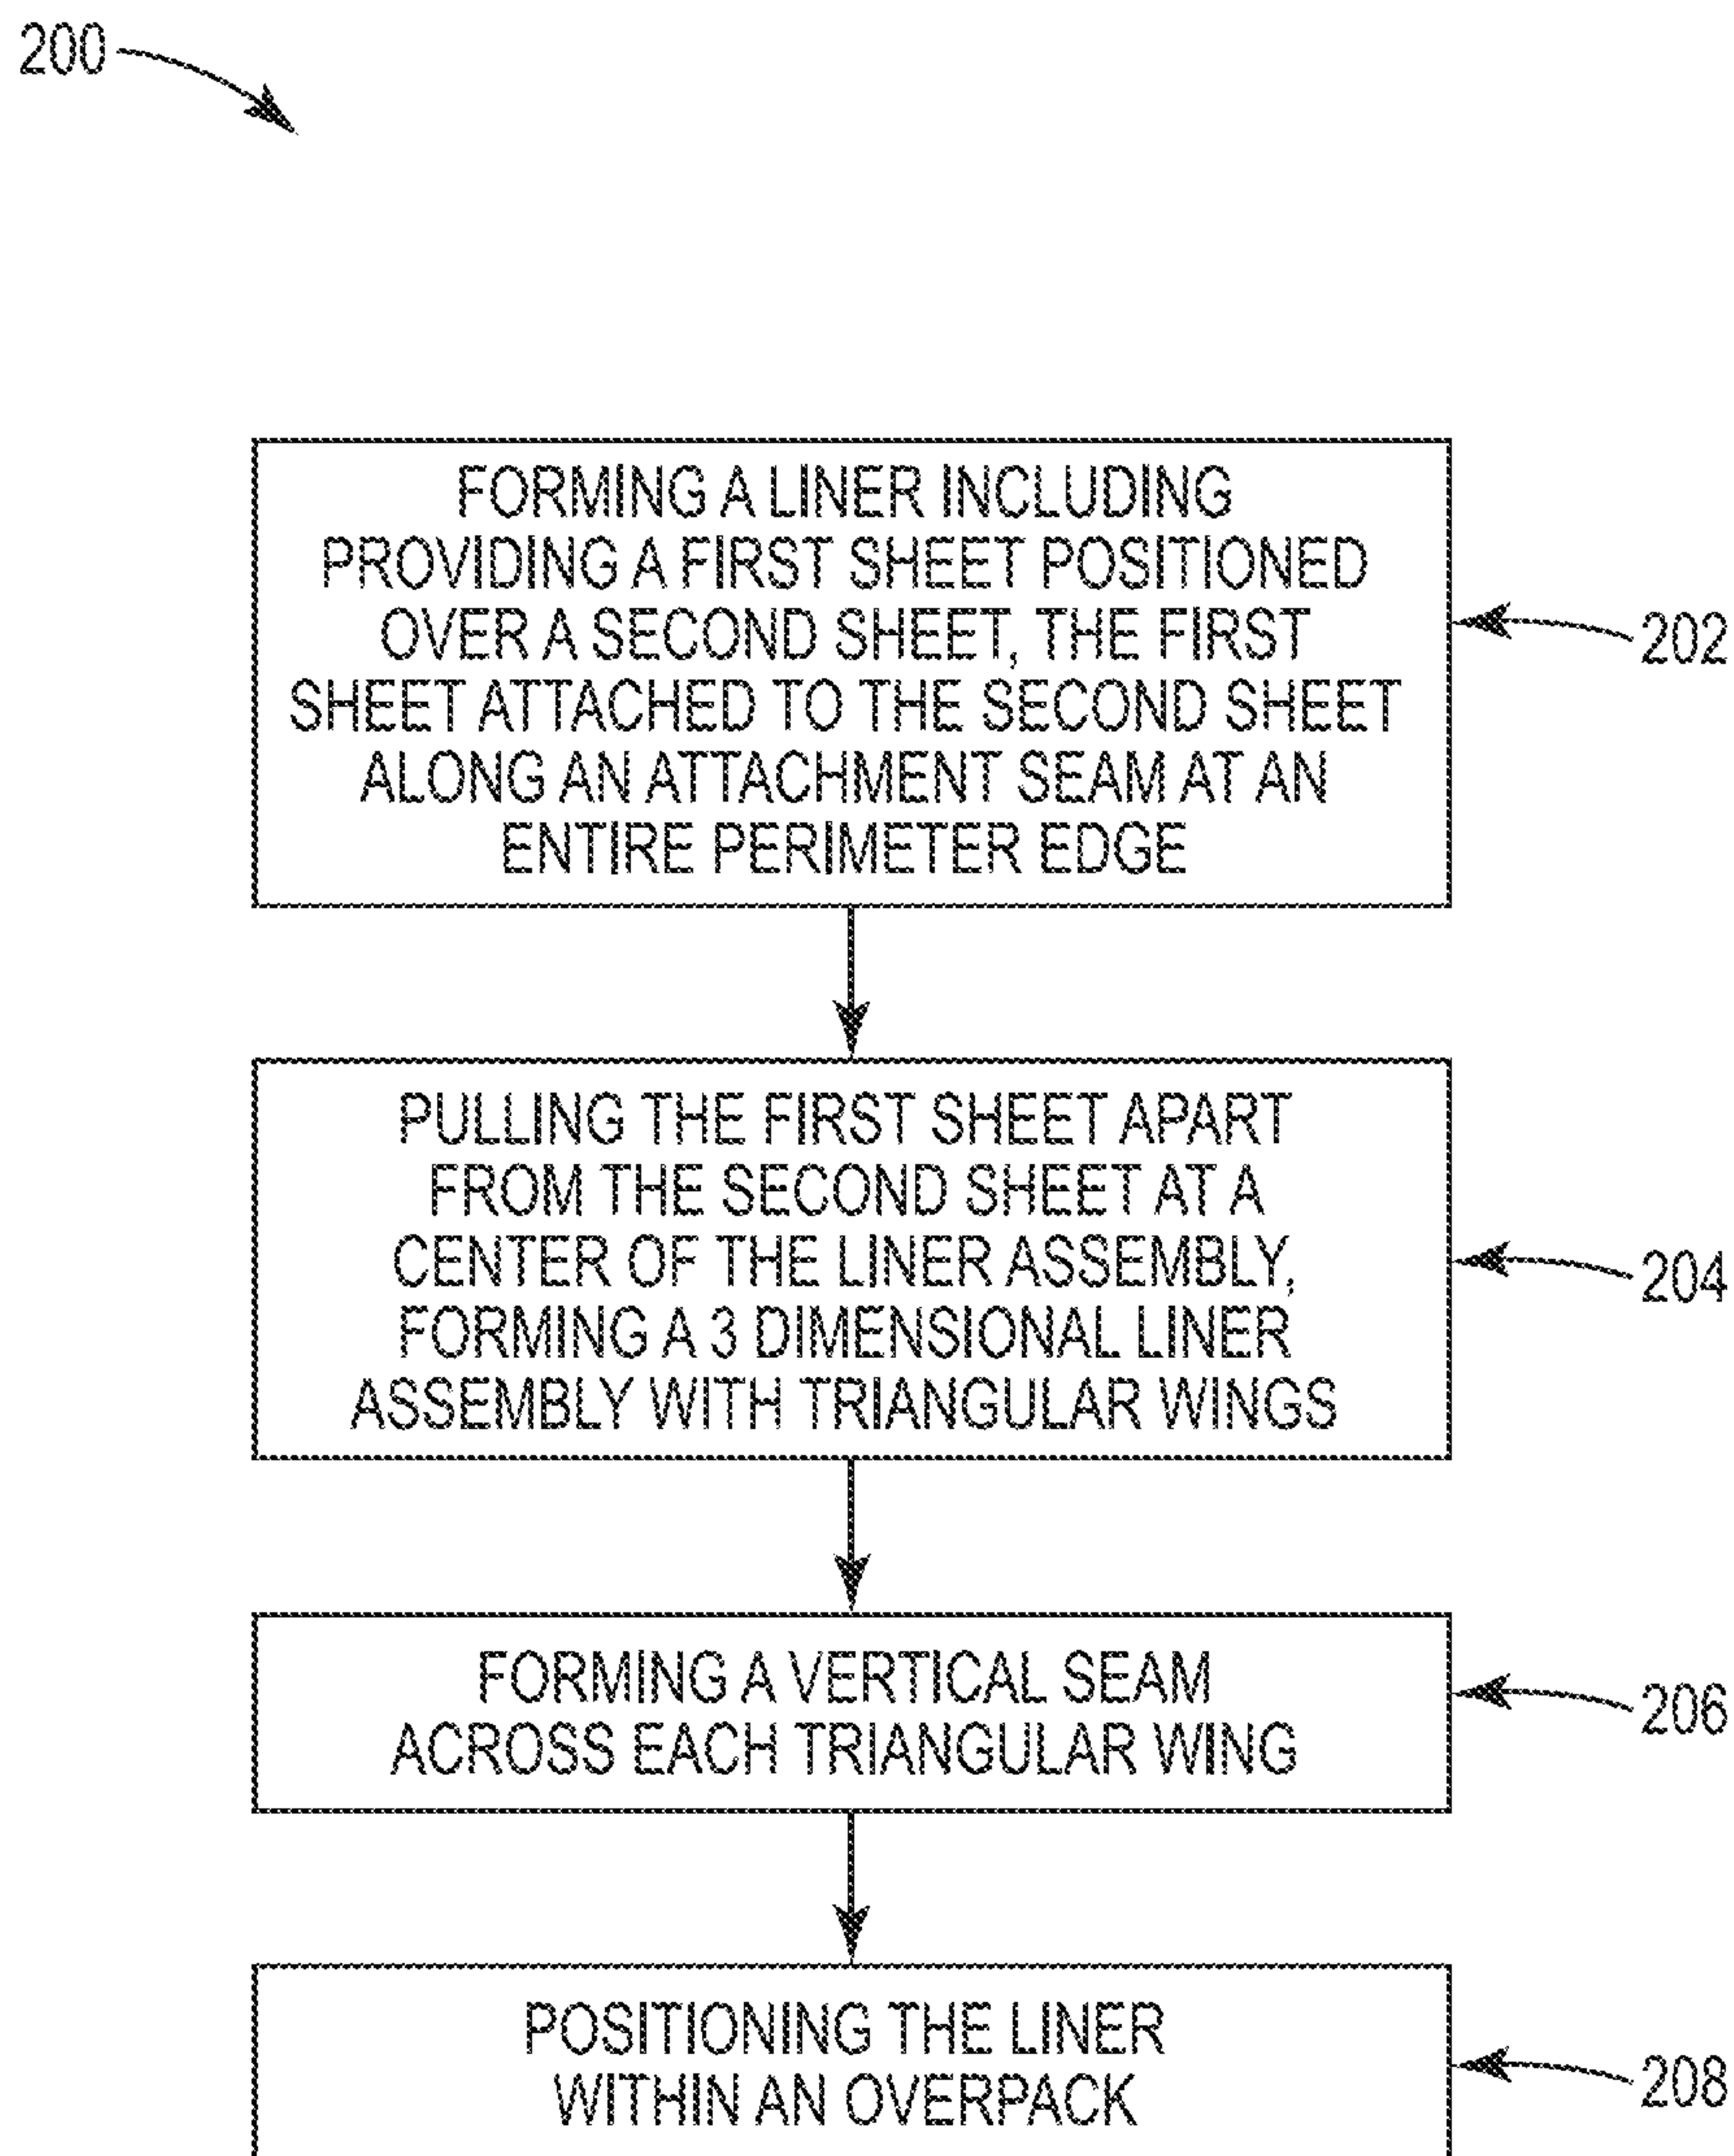 200
FORMING A LINER INCLUDING
PROVIDING A FIRST SHEET POSITIONED
OVER A SECOND SHEET, THE FIRST
SHEET ATTACHED TO THE SECOND SHEET
ALONG AN ATTACHMENT SEAM AT AN
ENTIRE PERIMETER EDGE
202
PULLING THE FIRST SHEET APART
FROM THE SECOND SHEET AT A
CENTER OF THE LINER ASSEMBLY,
FORMING A 3 DIMENSIONAL LINER
ASSEMBLY WITH TRIANGULAR WINGS
204
FORMING A VERTICAL SEAM
ACROSS EACH TRIANGULAR WING
206
POSITIONING THE LINER
WITHIN AN OVERPACK
208